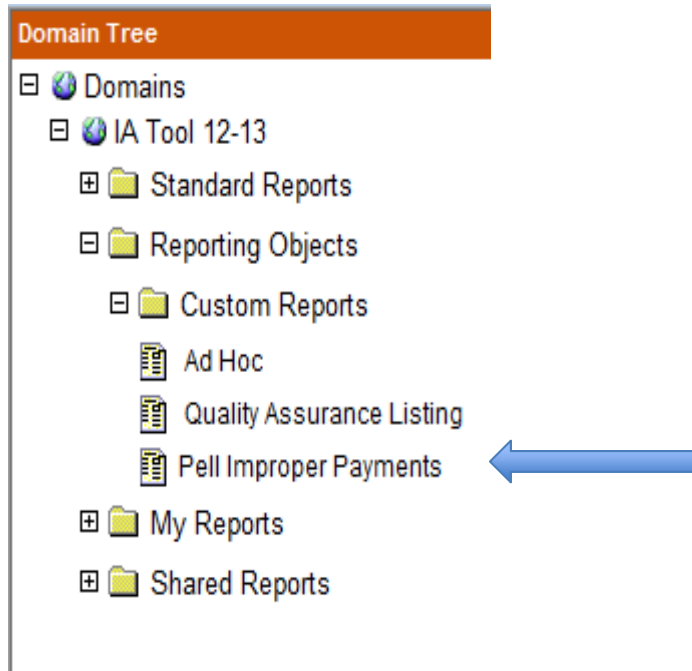 Domain Tree
Domains
IA Tool 12-13
Standard Reports
Reporting Objects
Custom Reports
Ad Hoc
Quality Assurance Listing
Pell Improper Payments
My Reports
Shared Reports